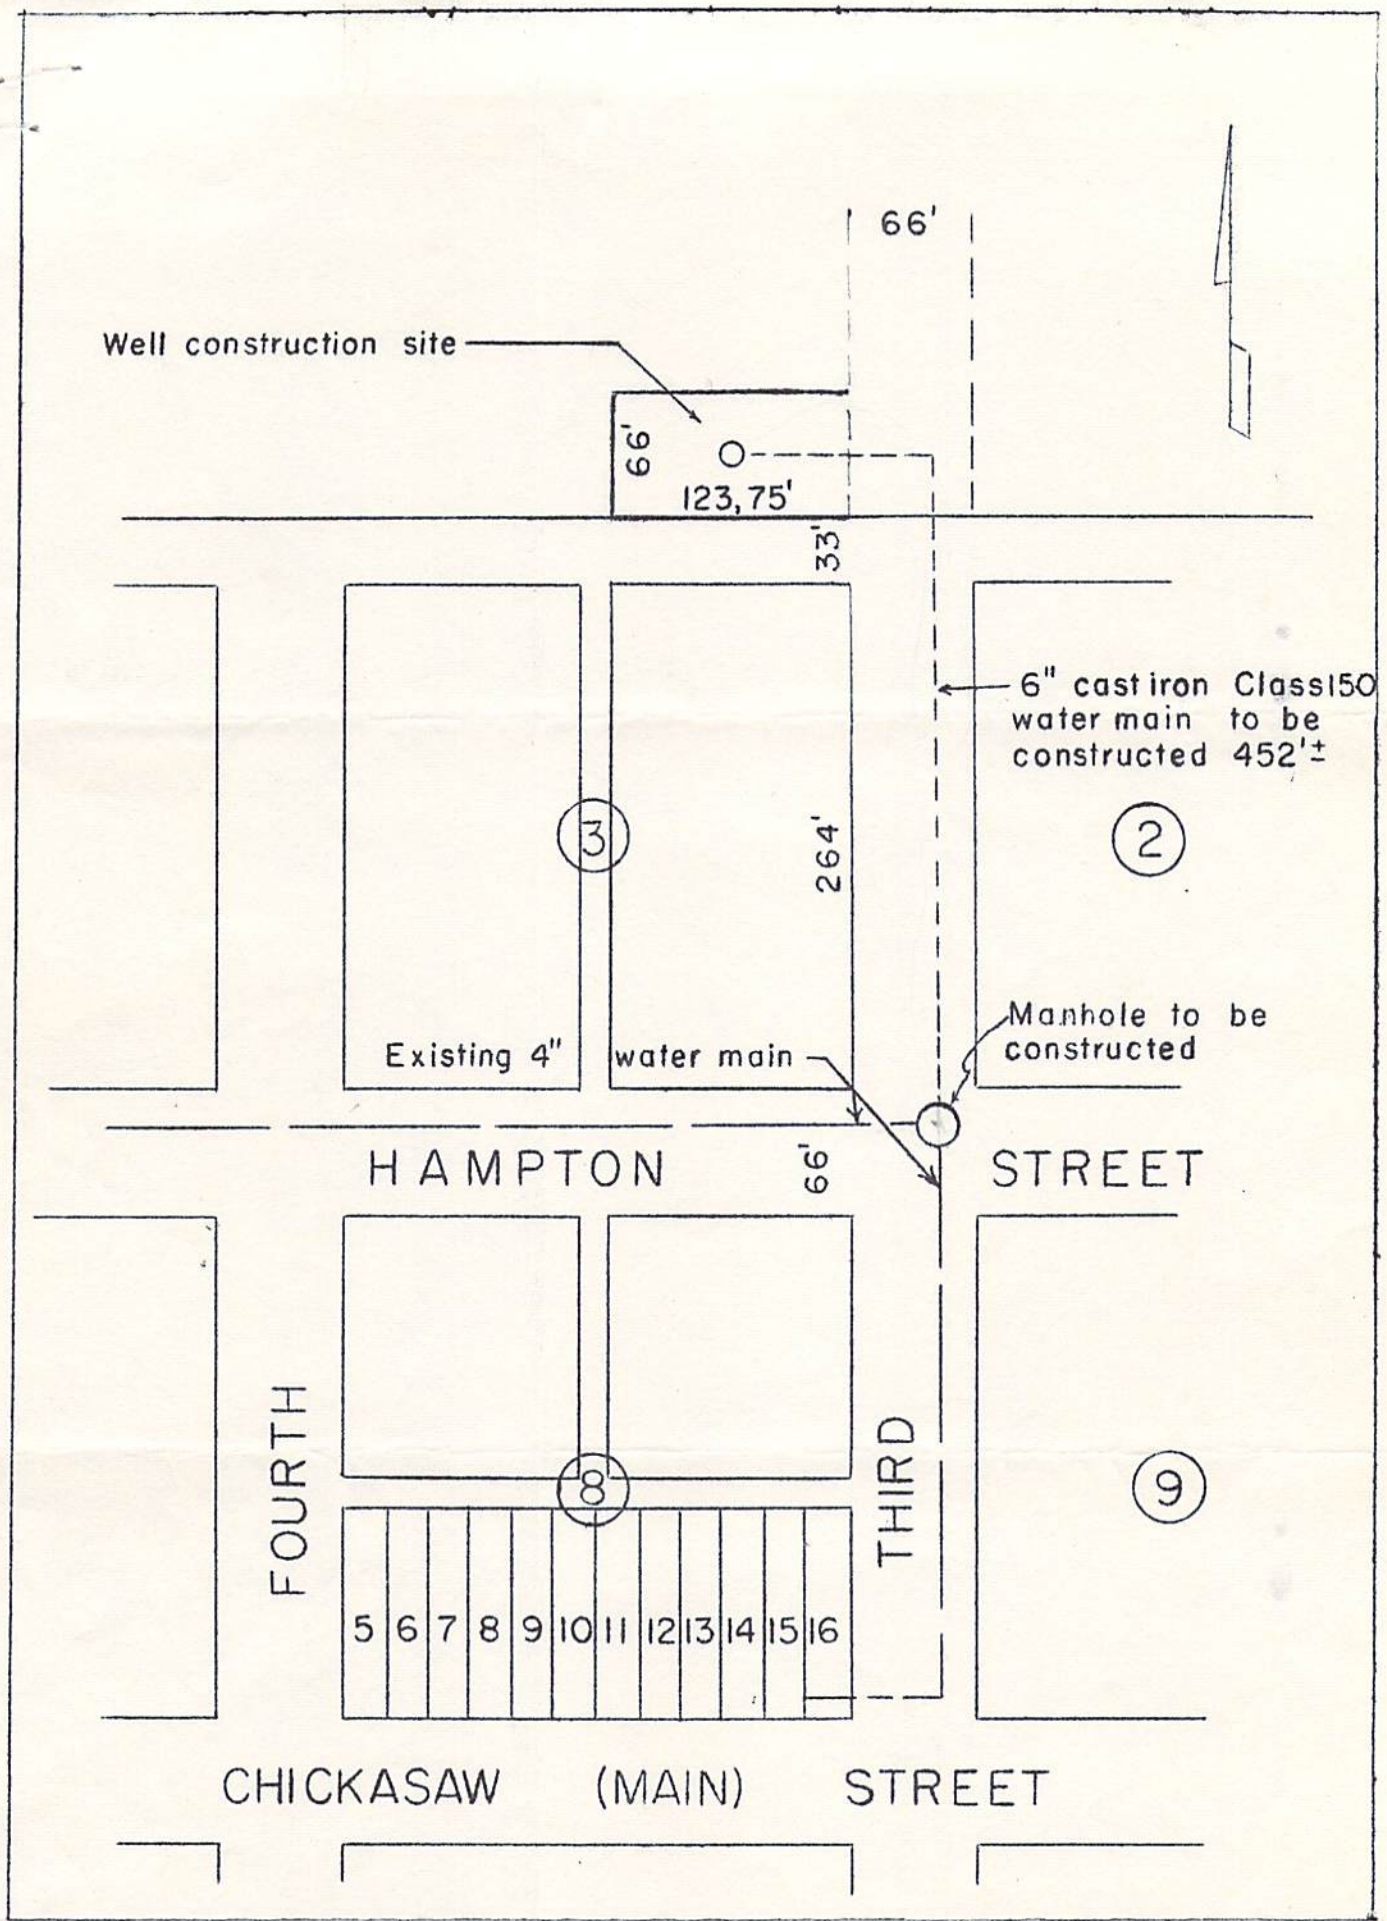 66'
Well construction site
66'
123,75'
33'
6" cast iron Class 150
water main to be
constructed 452'±
3
2
264'
Manhole to be
constructed
Existing 4" water main
HAMPTON STREET
66'
FOURTH
THIRD
8
9
5 6 7 8 9 10 11 12 13 14 15 16
CHICKASAW (MAIN) STREET